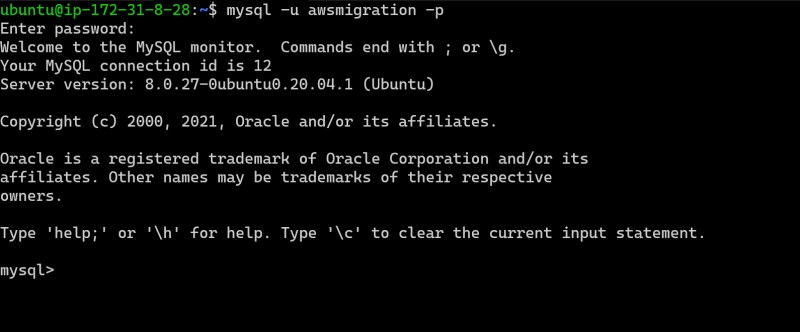 ubuntu@ip-172-31-8-28:~$ mysql -u awsmigration -p
Enter password:
Welcome to the MySQL monitor.  Commands end with ; or \g.
Your MySQL connection id is 12
Server version: 8.0.27-0ubuntu0.20.04.1 (Ubuntu)

Copyright (c) 2000, 2021, Oracle and/or its affiliates.

Oracle is a registered trademark of Oracle Corporation and/or its
affiliates. Other names may be trademarks of their respective
owners.

Type 'help;' or '\h' for help. Type '\c' to clear the current input statement.

mysql>